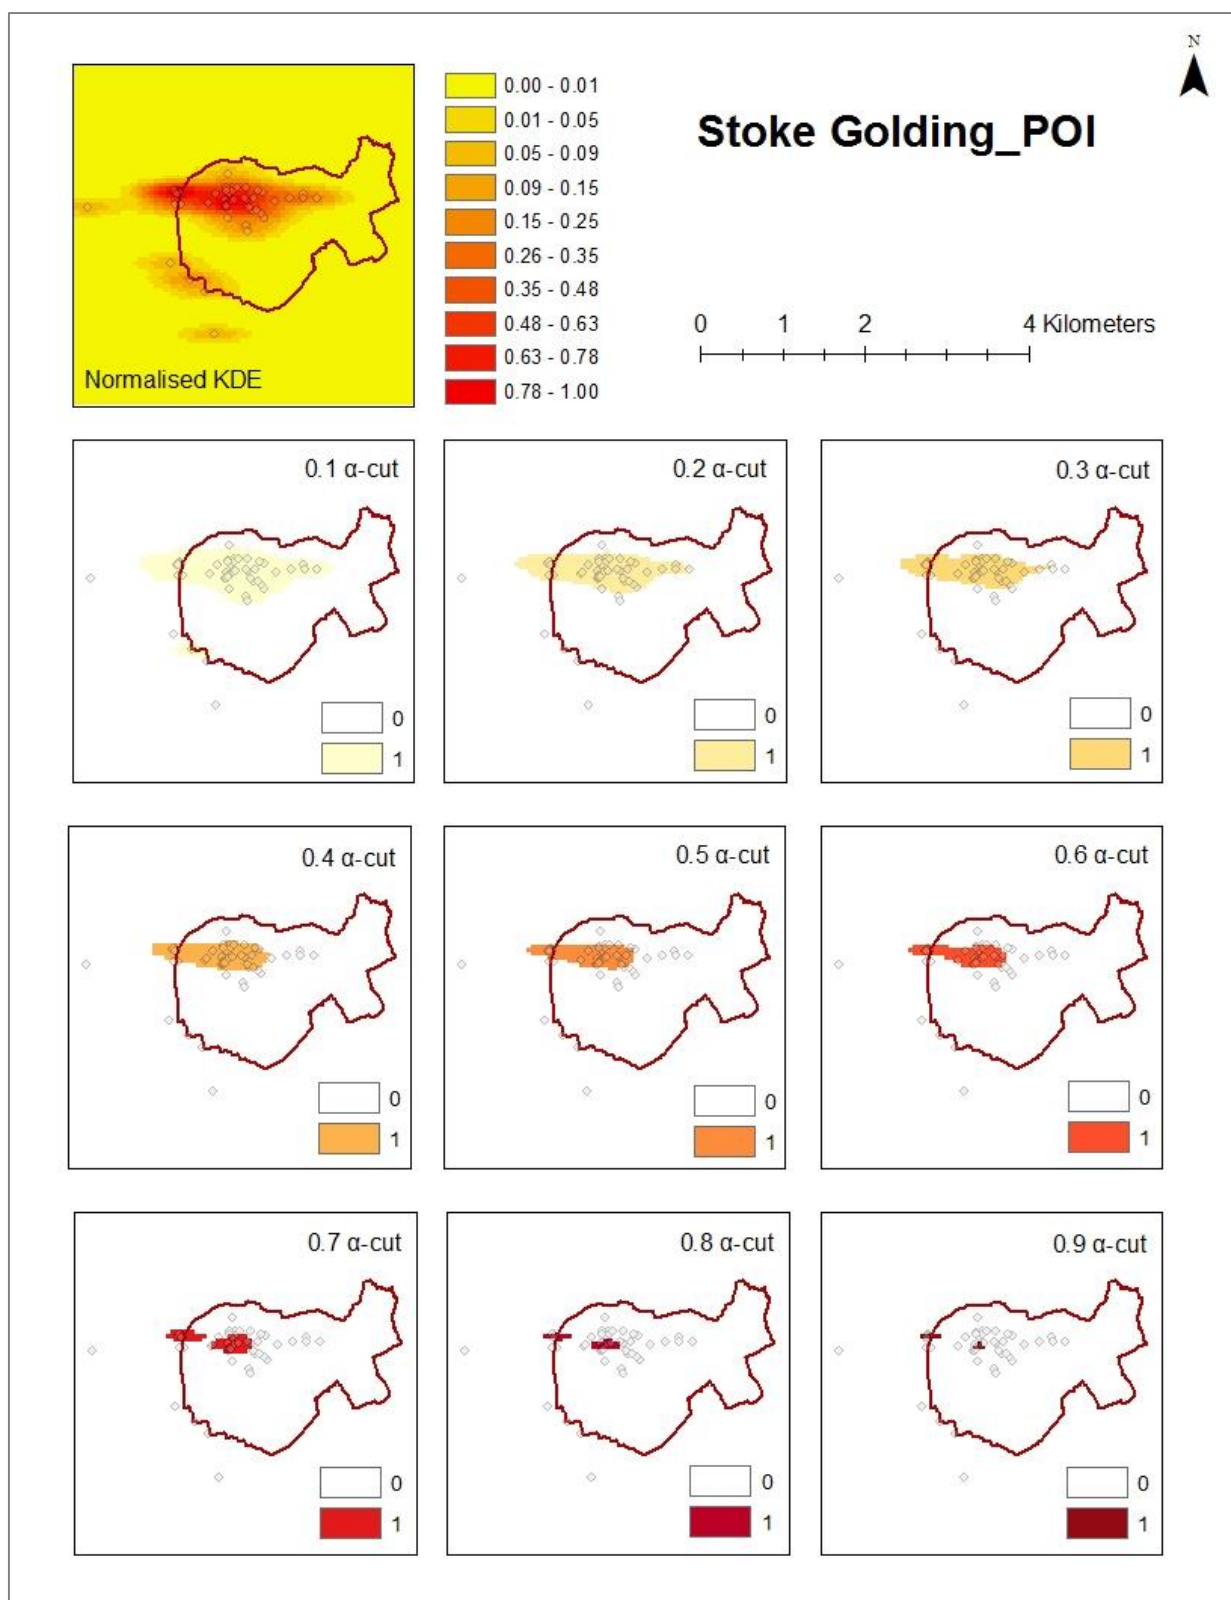 N
Stoke Golding_POI
0.00 - 0.01
0.01 - 0.05
0.05 - 0.09
0.09 - 0.15
0.15 - 0.25
0.26 - 0.35
0.35 - 0.48
0.48 - 0.63
0.63 - 0.78
0.78 - 1.00
0 1 2 4 Kilometers
Normalised KDE
0.1 α-cut
0
1
0.2 α-cut
0
1
0.3 α-cut
0
1
0.4 α-cut
0
1
0.5 α-cut
0
1
0.6 α-cut
0
1
0.7 α-cut
0
1
0.8 α-cut
0
1
0.9 α-cut
0
1